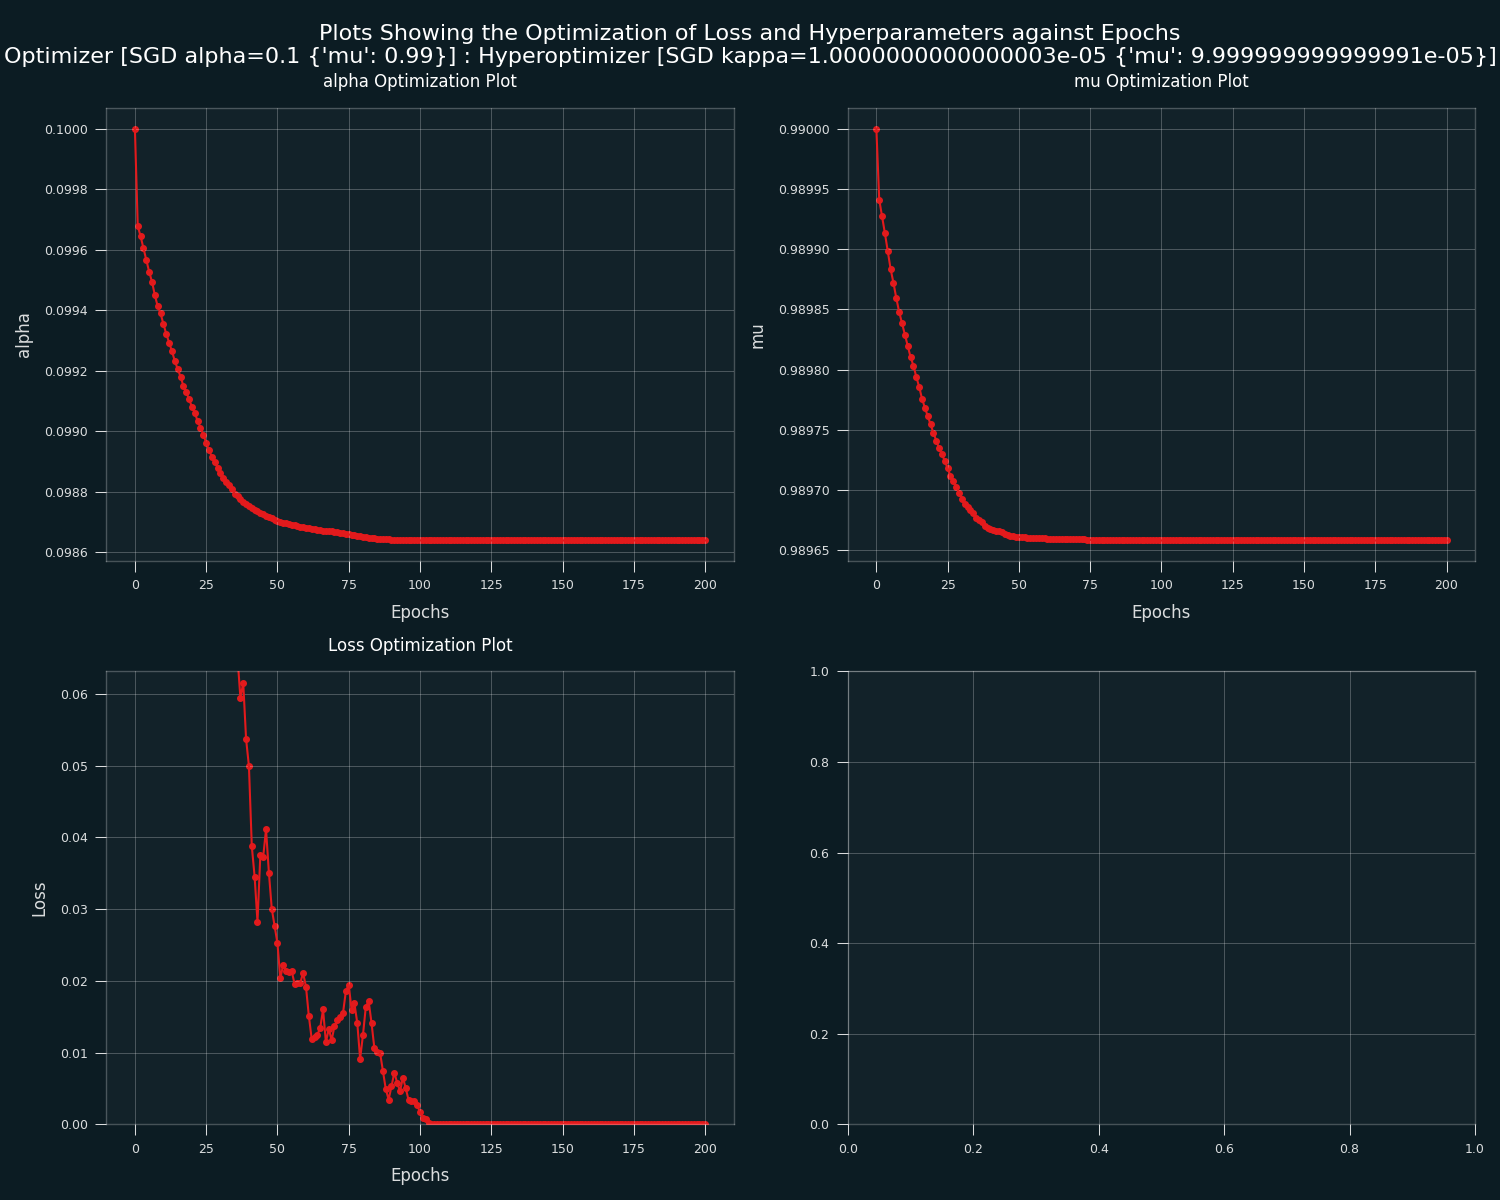 Plots Showing the Optimization of Loss and Hyperparameters against Epochs
Optimizer [SGD alpha=0.1 {'mu': 0.99}] : Hyperoptimizer [SGD kappa=1.0000000000000003e-05 {'mu': 9.999999999999991e-05}]
alpha Optimization Plot
0.1000
0.0998
0.0996
0.0994
0.0992
0.0990
0.0988
0.0986
alpha
0 25 50 75 100 125 150 175 200
Epochs
mu Optimization Plot
0.99000
0.98995
0.98990
0.98985
0.98980
0.98975
0.98970
0.98965
mu
0 25 50 75 100 125 150 175 200
Epochs
Loss Optimization Plot
0.06
0.05
0.04
0.03
0.02
0.01
0.00
Loss
0 25 50 75 100 125 150 175 200
Epochs
1.0
0.8
0.6
0.4
0.2
0.0
0.0 0.2 0.4 0.6 0.8 1.0